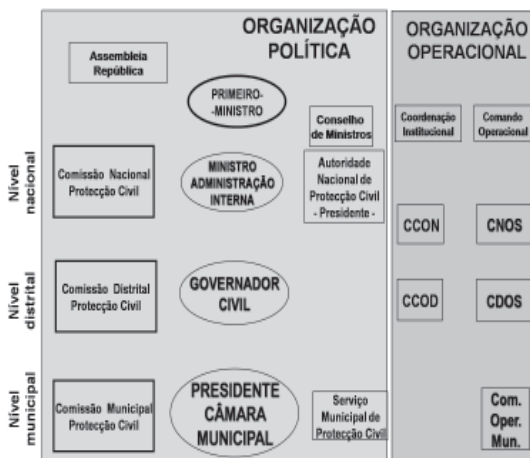 ORGANIZAÇÃO
POLÍTICA
ORGANIZAÇÃO
OPERACIONAL
Assembleia
República
PRIMEIRO-
-MINISTRO
Conselho
de Ministros
Coordenação
Institucional
Comando
Operacional
Nível
nacional
Comissão Nacional
Protecção Civil
MINISTRO
ADMINISTRAÇÃO
INTERNA
Autoridade
Nacional de
Protecção Civil
- Presidente -
CCON
CNOS
Nível
distrital
Comissão Distrital
Protecção Civil
GOVERNADOR
CIVIL
CCOD
CDOS
Nível
municipal
Comissão Municipal
Protecção Civil
PRESIDENTE
CÂMARA
MUNICIPAL
Serviço
Municipal de
Protecção Civil
Com.
Oper.
Mun.